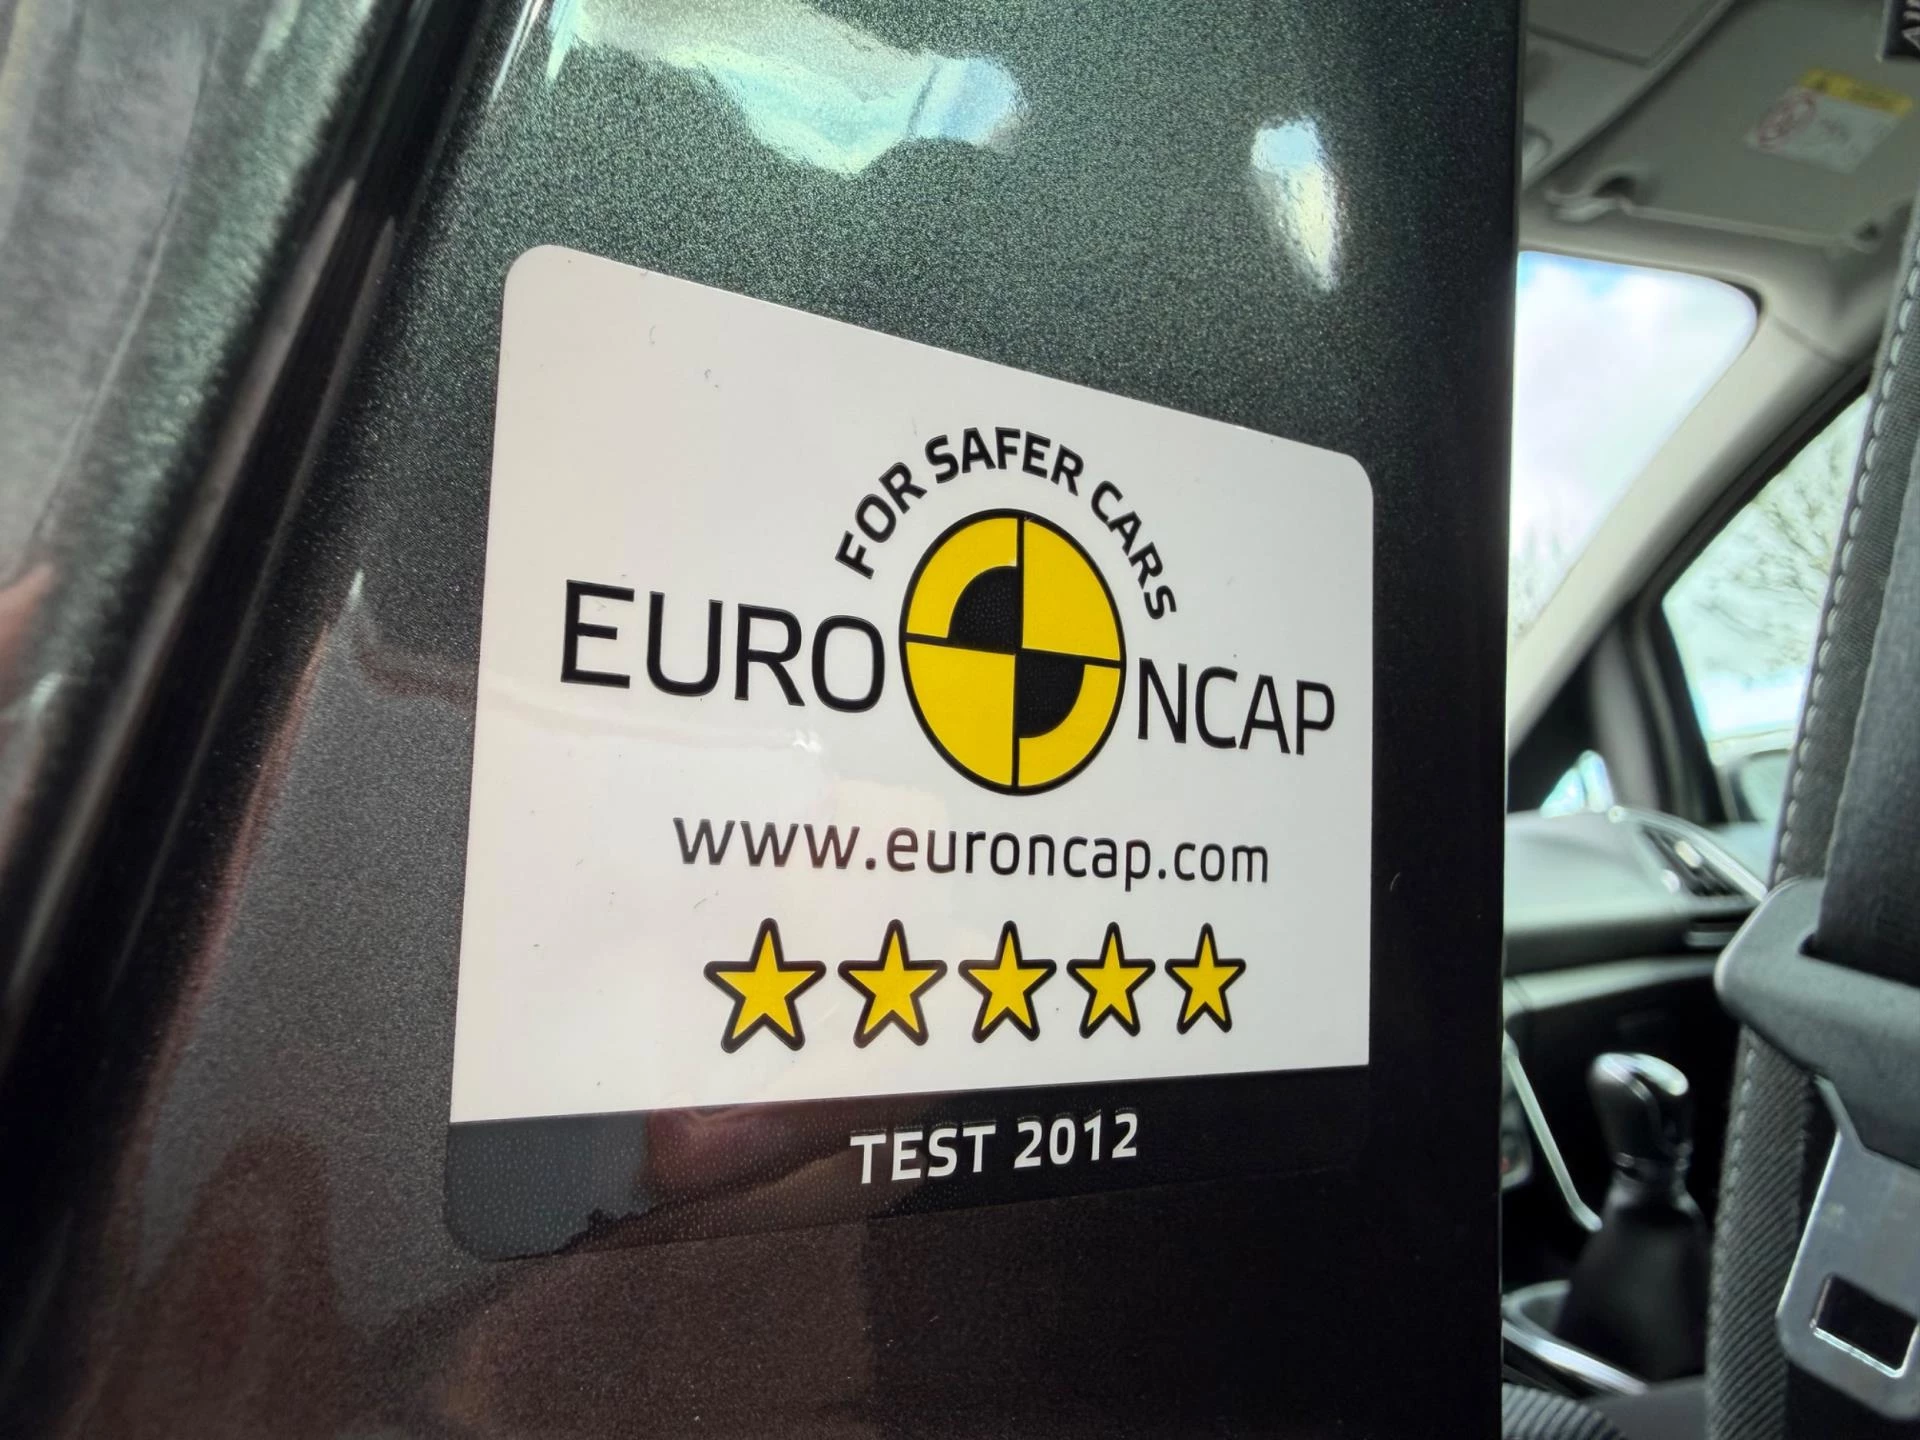 FOR SAFER CARS
EURO NCAP
www.euroncap.com
TEST 2012